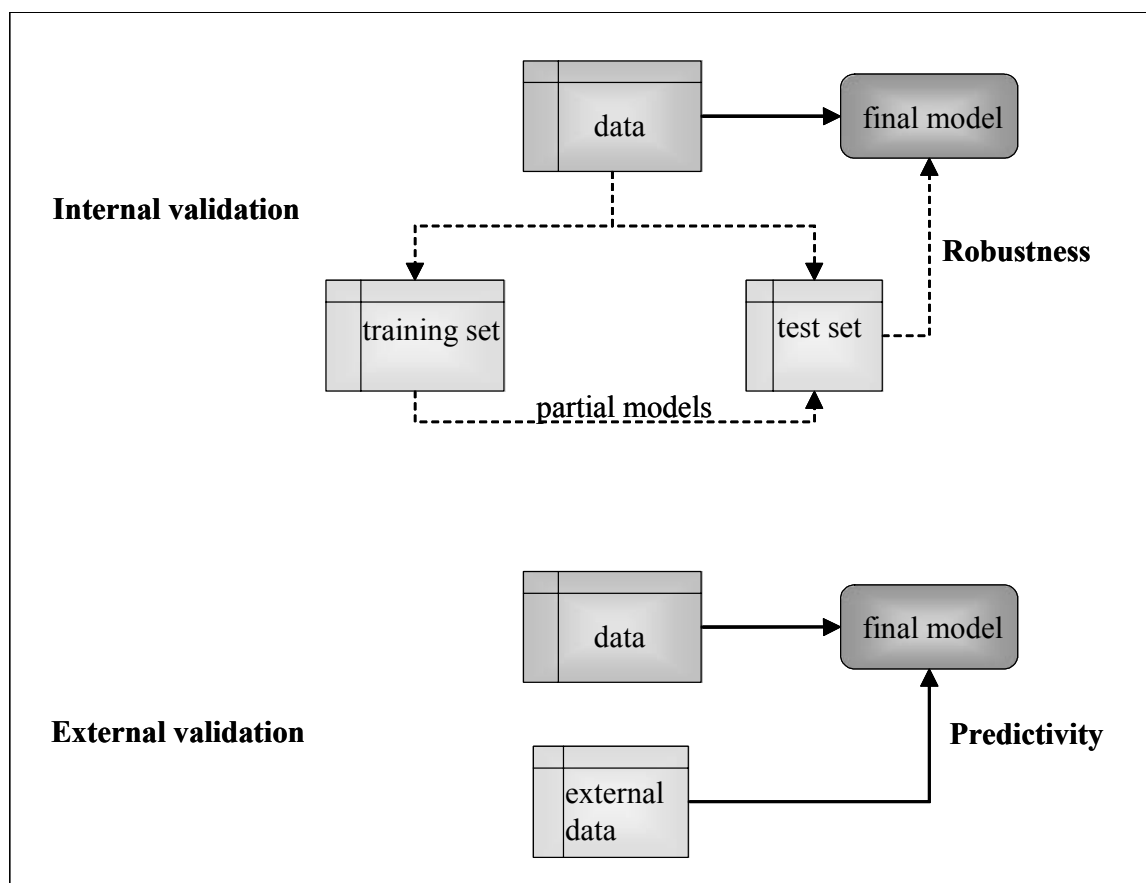 data
final model
Internal validation
Robustness
training set
test set
partial models
data
final model
External validation
Predictivity
external
data